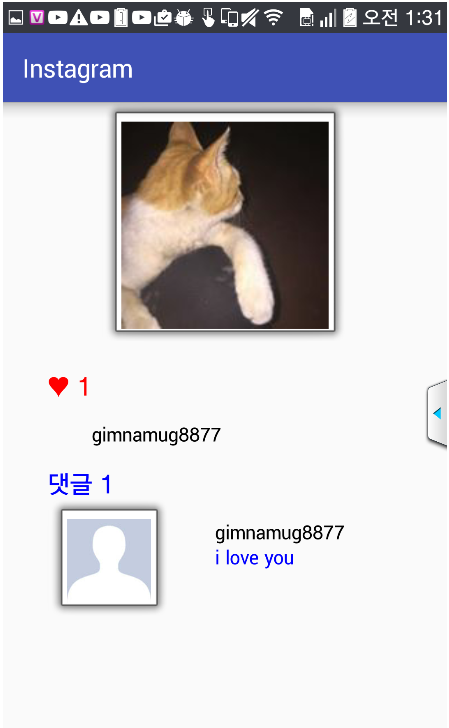 오전 1:31
Instagram
♥ 1
gimnamug8877
댓글 1
gimnamug8877
i love you